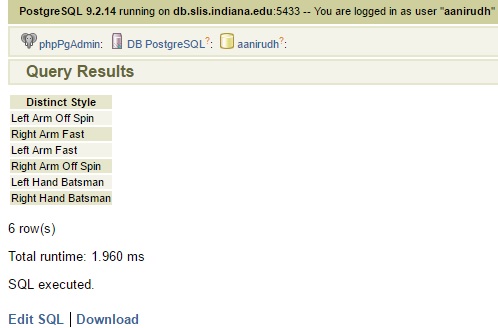 PostgreSQL 9.2.14 running on db.slis.indiana.edu:5433 -- You are logged in as user "aanirudh"
phpPgAdmin: DB PostgreSQL?: aanirudh?:
Query Results
Distinct Style
Left Arm Off Spin
Right Arm Fast
Left Arm Fast
Right Arm Off Spin
Left Hand Batsman
Right Hand Batsman
6 row(s)
Total runtime: 1.960 ms
SQL executed.
Edit SQL | Download